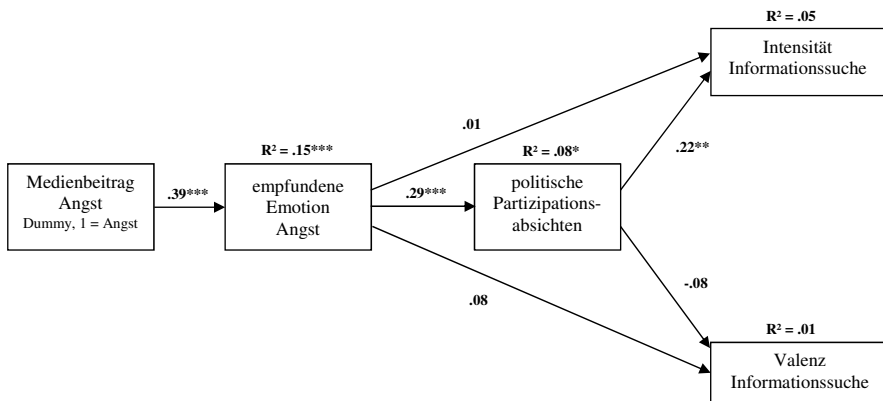 R² = .05
Intensität
Informationssuche
.01
R² = .15***
R² = .08*
.22**
Medienbeitrag
Angst
Dummy, 1 = Angst
.39***
empfundene
Emotion
Angst
.29***
politische
Partizipations-
absichten
.08
-.08
R² = .01
Valenz
Informationssuche